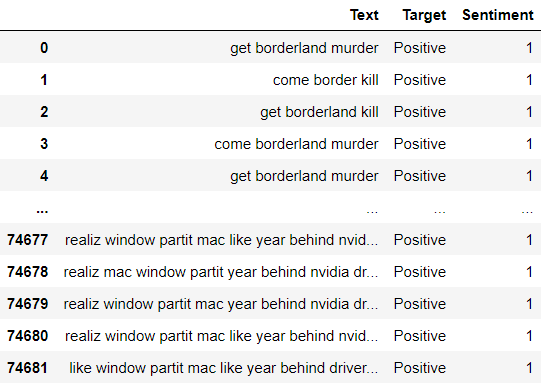 Text Target Sentiment
0 get borderland murder Positive 1
1 come border kill Positive 1
2 get borderland kill Positive 1
3 come borderland murder Positive 1
4 get borderland murder Positive 1
... ... ... ...
74677 realiz window partit mac like year behind nvid... Positive 1
74678 realiz mac window partit year behind nvidia dr... Positive 1
74679 realiz window partit mac year behind nvidia dr... Positive 1
74680 realiz window partit mac like year behind nvid... Positive 1
74681 like window partit mac like year behind driver... Positive 1